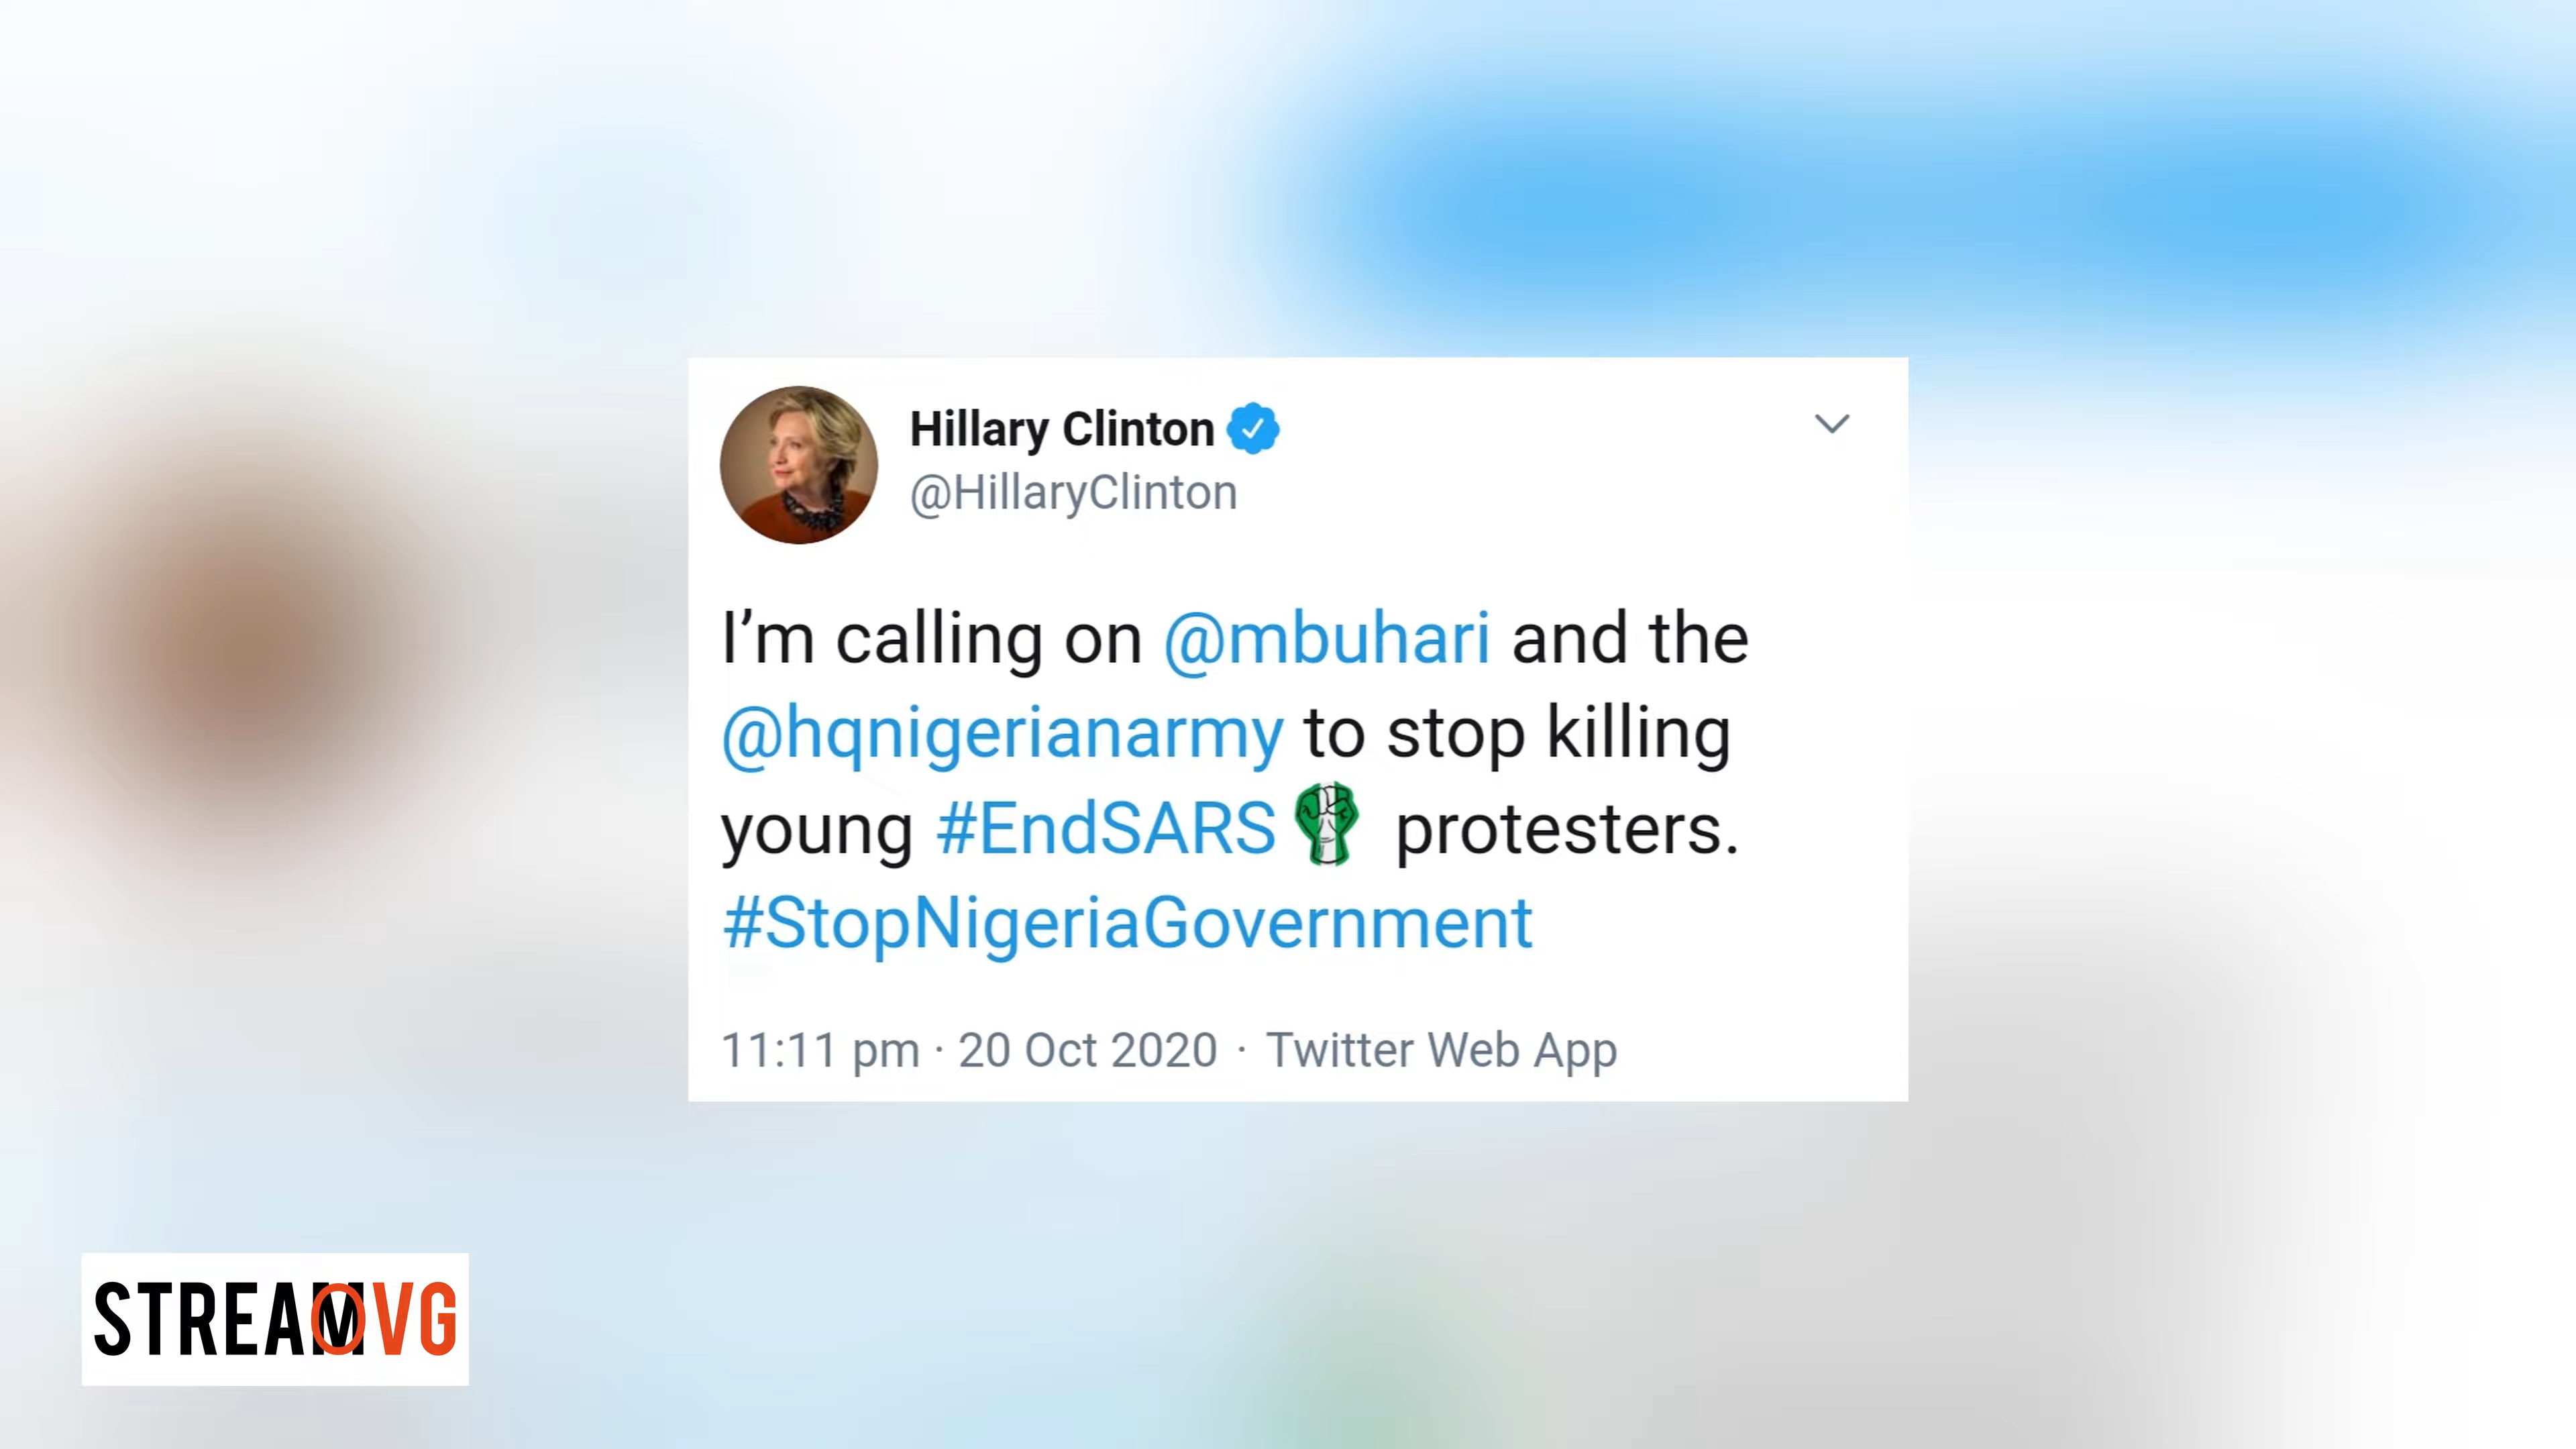 Hillary Clinton
@HillaryClinton
I’m calling on @mbuhari and the
@hqnigerianarmy to stop killing
young #EndSARS protesters.
#StopNigeriaGovernment
11:11 pm · 20 Oct 2020 · Twitter Web App
STREAMOVG